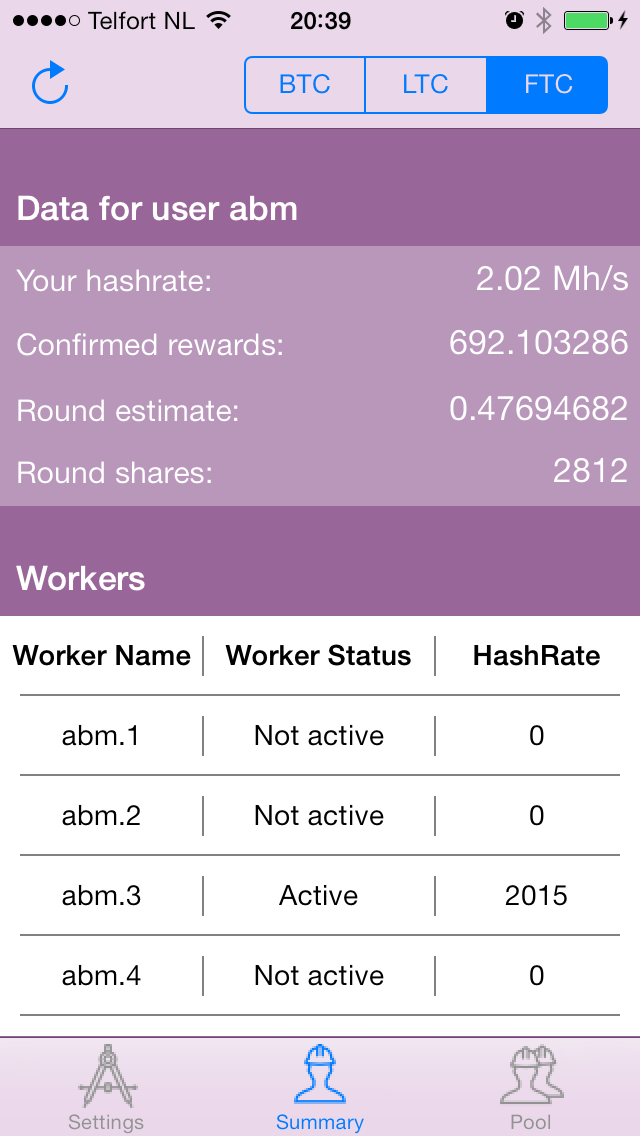 Telfort NL 20:39
BTC LTC FTC
Data for user abm
Your hashrate: 2.02 Mh/s
Confirmed rewards: 692.103286
Round estimate: 0.47694682
Round shares: 2812
Workers
Worker Name Worker Status HashRate
abm.1 Not active 0
abm.2 Not active 0
abm.3 Active 2015
abm.4 Not active 0
Settings Summary Pool